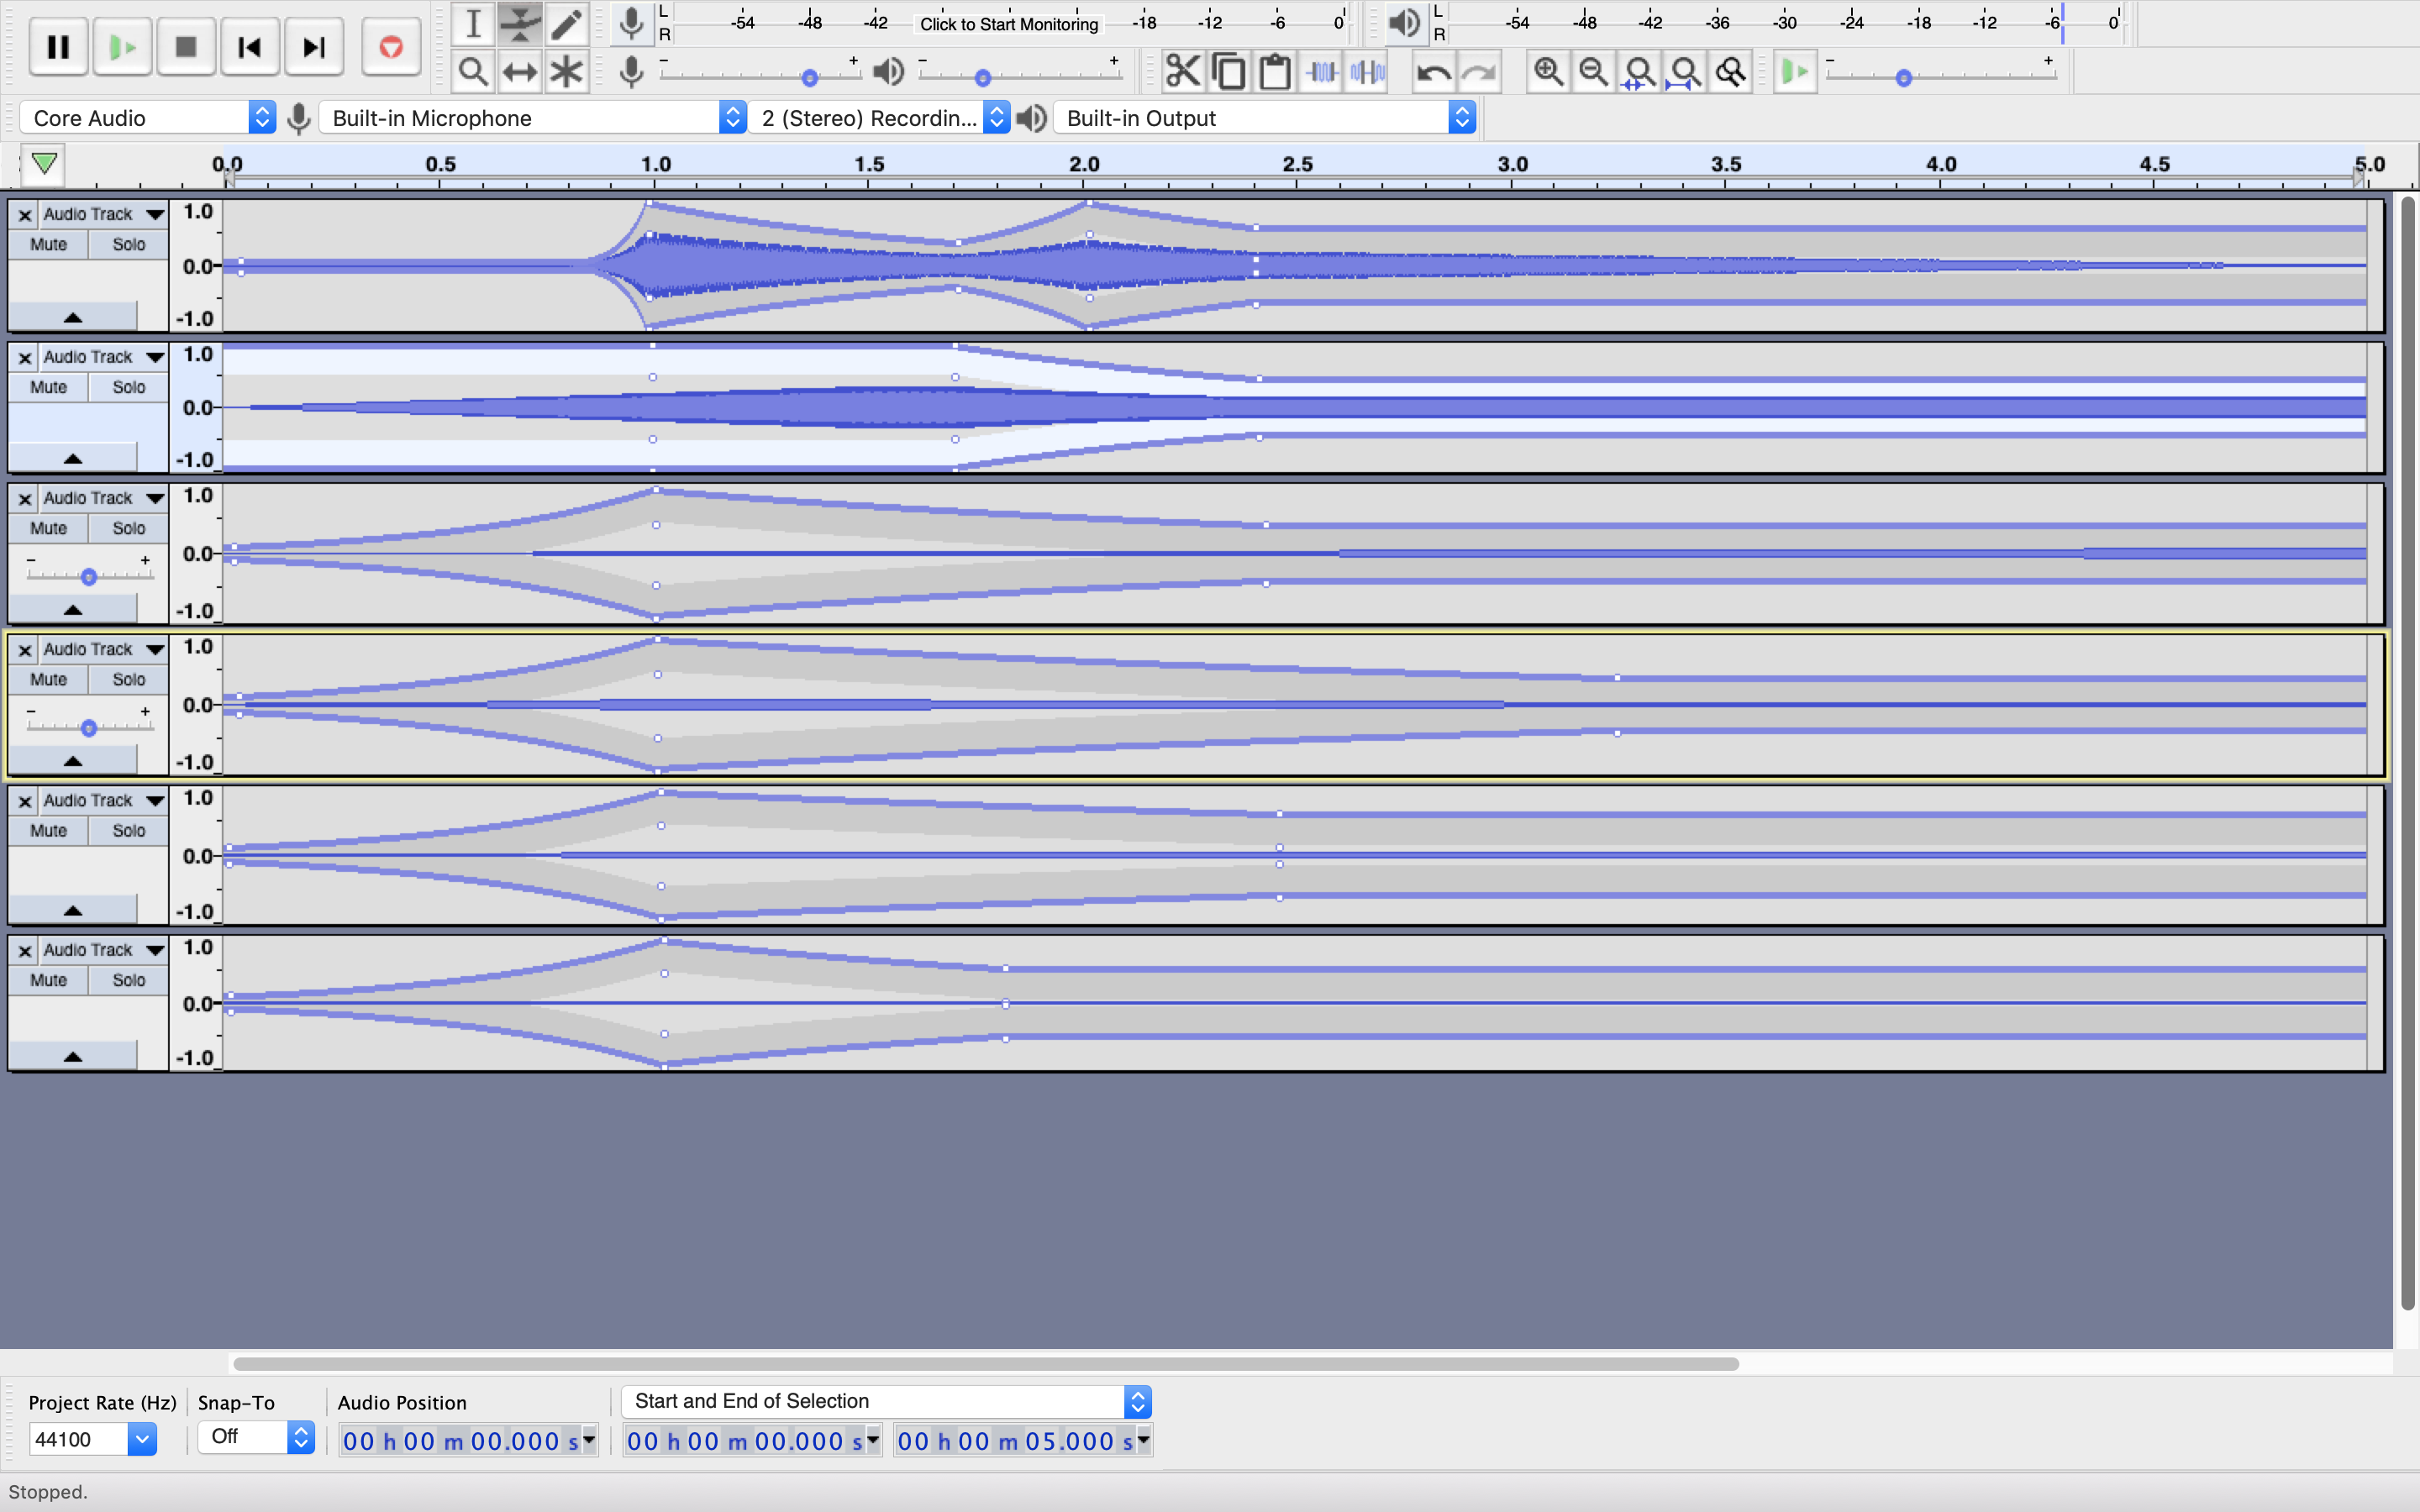 L
R
-54 -48 -42 Click to Start Monitoring -18 -12 -6 0
L
R
-54 -48 -42 -36 -30 -24 -18 -12 -6 0
- +
- +
- +
Core Audio
Built-in Microphone
2 (Stereo) Recordin...
Built-in Output
0.0 0.5 1.0 1.5 2.0 2.5 3.0 3.5 4.0 4.5 5.0
Audio Track
Mute Solo
1.0
0.0
-1.0
Audio Track
Mute Solo
1.0
0.0
-1.0
Audio Track
Mute Solo
- +
1.0
0.0
-1.0
Audio Track
Mute Solo
- +
1.0
0.0
-1.0
Audio Track
Mute Solo
1.0
0.0
-1.0
Audio Track
Mute Solo
1.0
0.0
-1.0
Project Rate (Hz) Snap-To Audio Position Start and End of Selection
44100 Off 00 h 00 m 00.000 s 00 h 00 m 00.000 s 00 h 00 m 05.000 s
Stopped.